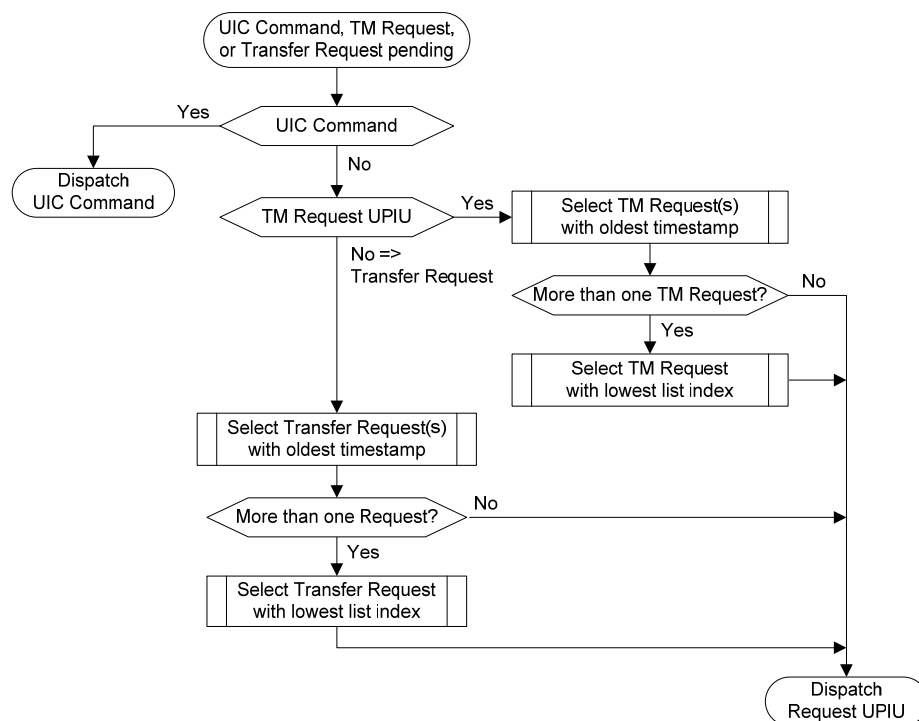 UIC Command, TM Request,
or Transfer Request pending
Yes
UIC Command
No
Dispatch
UIC Command
TM Request UPIU
Yes
Select TM Request(s)
with oldest timestamp
No =>
Transfer Request
More than one TM Request?
No
Yes
Select TM Request
with lowest list index
Select Transfer Request(s)
with oldest timestamp
More than one Request?
No
Yes
Select Transfer Request
with lowest list index
Dispatch
Request UPIU